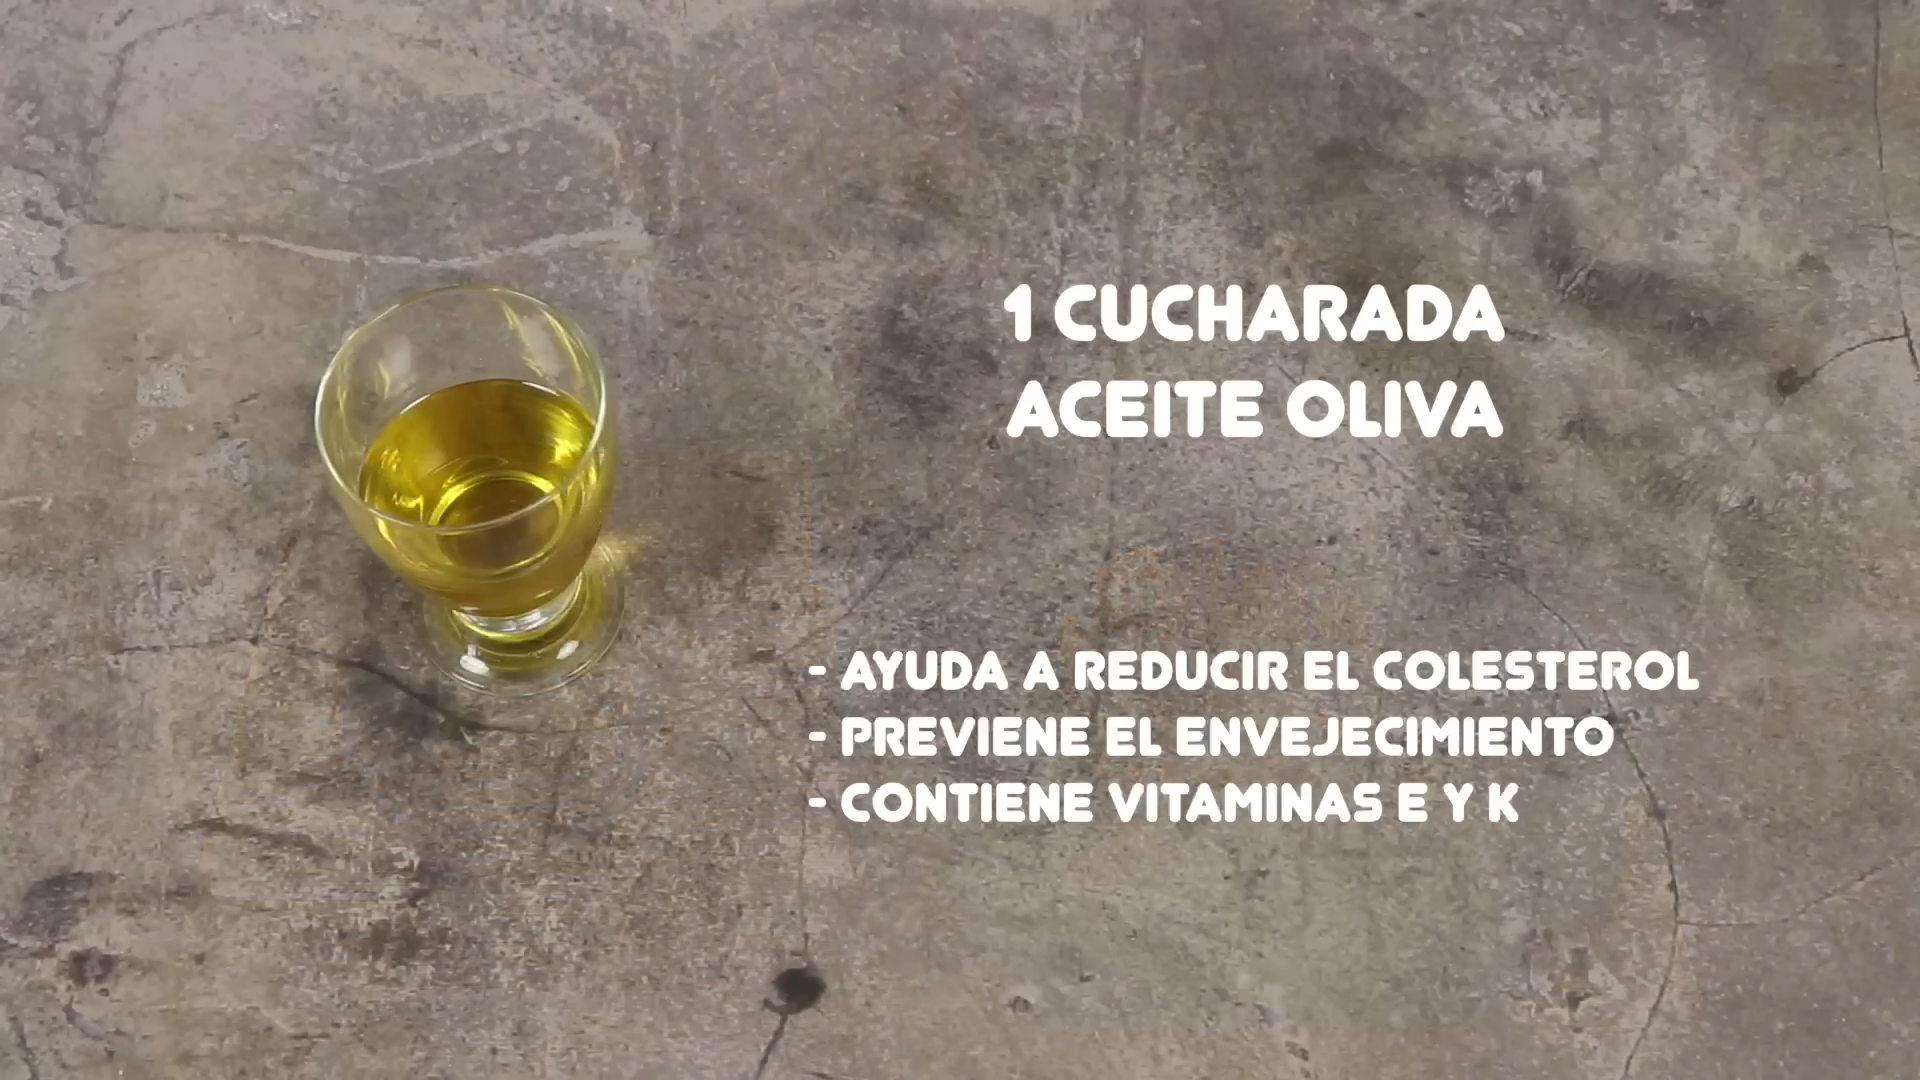 1 CUCHARADA
ACEITE OLIVA
- AYUDA A REDUCIR EL COLESTEROL
- PREVIENE EL ENVEJECIMIENTO
- CONTIENE VITAMINAS E Y K